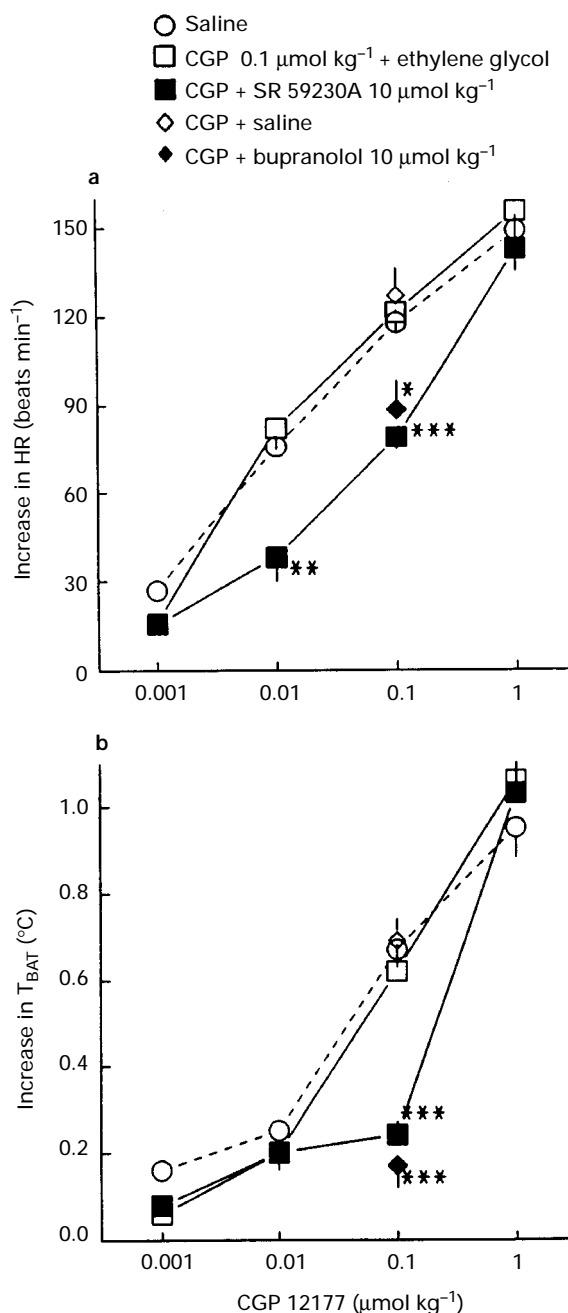 Saline
CGP 0.1 μmol kg⁻¹ + ethylene glycol
CGP + SR 59230A 10 μmol kg⁻¹
CGP + saline
CGP + bupranolol 10 μmol kg⁻¹
a
Increase in HR (beats min⁻¹)
150
120
90
60
30
0
*
***
**
0.001 0.01 0.1 1
b
Increase in T_BAT (°C)
1.0
0.8
0.6
0.4
0.2
0.0
***
***
0.001 0.01 0.1 1
CGP 12177 (μmol kg⁻¹)